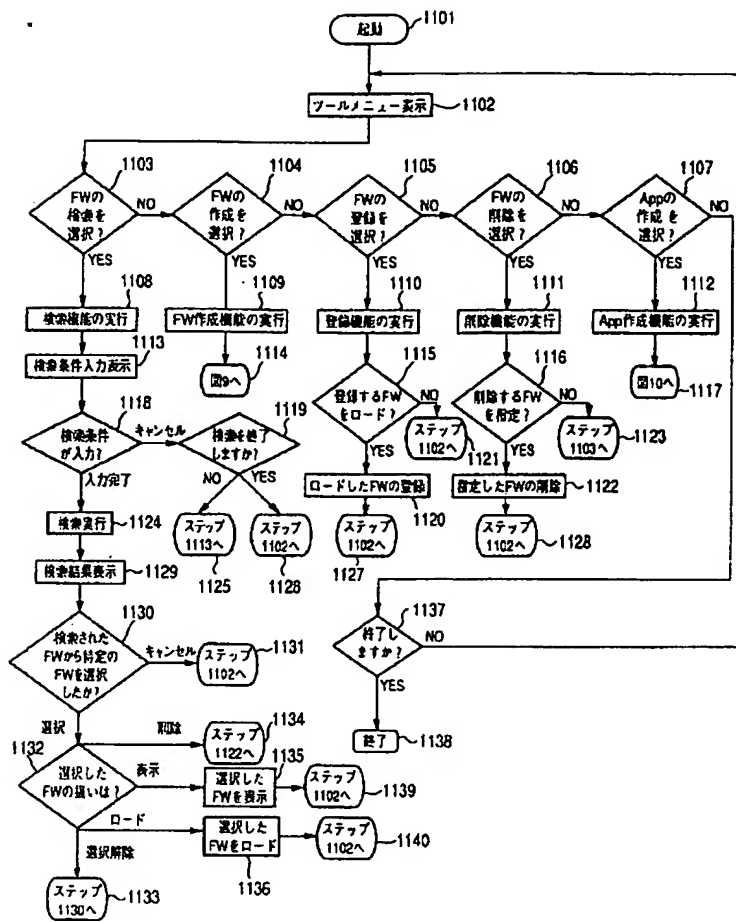 1101
起動
ツールメニュー表示
1102
1103
FWの
検索を
選択?
NO
YES
1104
FWの
作成を
選択?
NO
YES
1105
FWの
登録を
選択?
NO
YES
1106
FWの
削除を
選択?
NO
YES
1107
Appの
作成を
選択?
NO
YES
1108
検索機能の実行
1109
FW作成機能の実行
1110
登録機能の実行
1111
削除機能の実行
1112
App作成機能の実行
1113
検索条件入力表示
1114
図9へ
1115
登録するFW
をロード?
NO
YES
1116
削除するFW
を指定?
NO
YES
図10へ
1117
1118
検索条件
が入力?
キャンセル
入力完了
1119
検索を終了
しますか?
NO
YES
ステップ
1102へ
1121
ステップ
1103へ
1123
ロードしたFWの登録
1120
指定したFWの削除
1122
検索実行
1124
ステップ
1113へ
1125
ステップ
1102へ
1126
ステップ
1102へ
1127
ステップ
1102へ
1128
検索結果表示
1129
1130
検索された
FWから特定の
FWを選択
したか?
キャンセル
選択
ステップ
1102へ
1131
1137
終了し
ますか?
NO
YES
終了
1138
1132
選択した
FWの扱いは?
削除
ステップ
1122へ
1134
表示
1135
選択した
FWを表示
ステップ
1102へ
1139
ロード
選択した
FWをロード
1136
ステップ
1102へ
1140
選択解除
ステップ
1130へ
1133